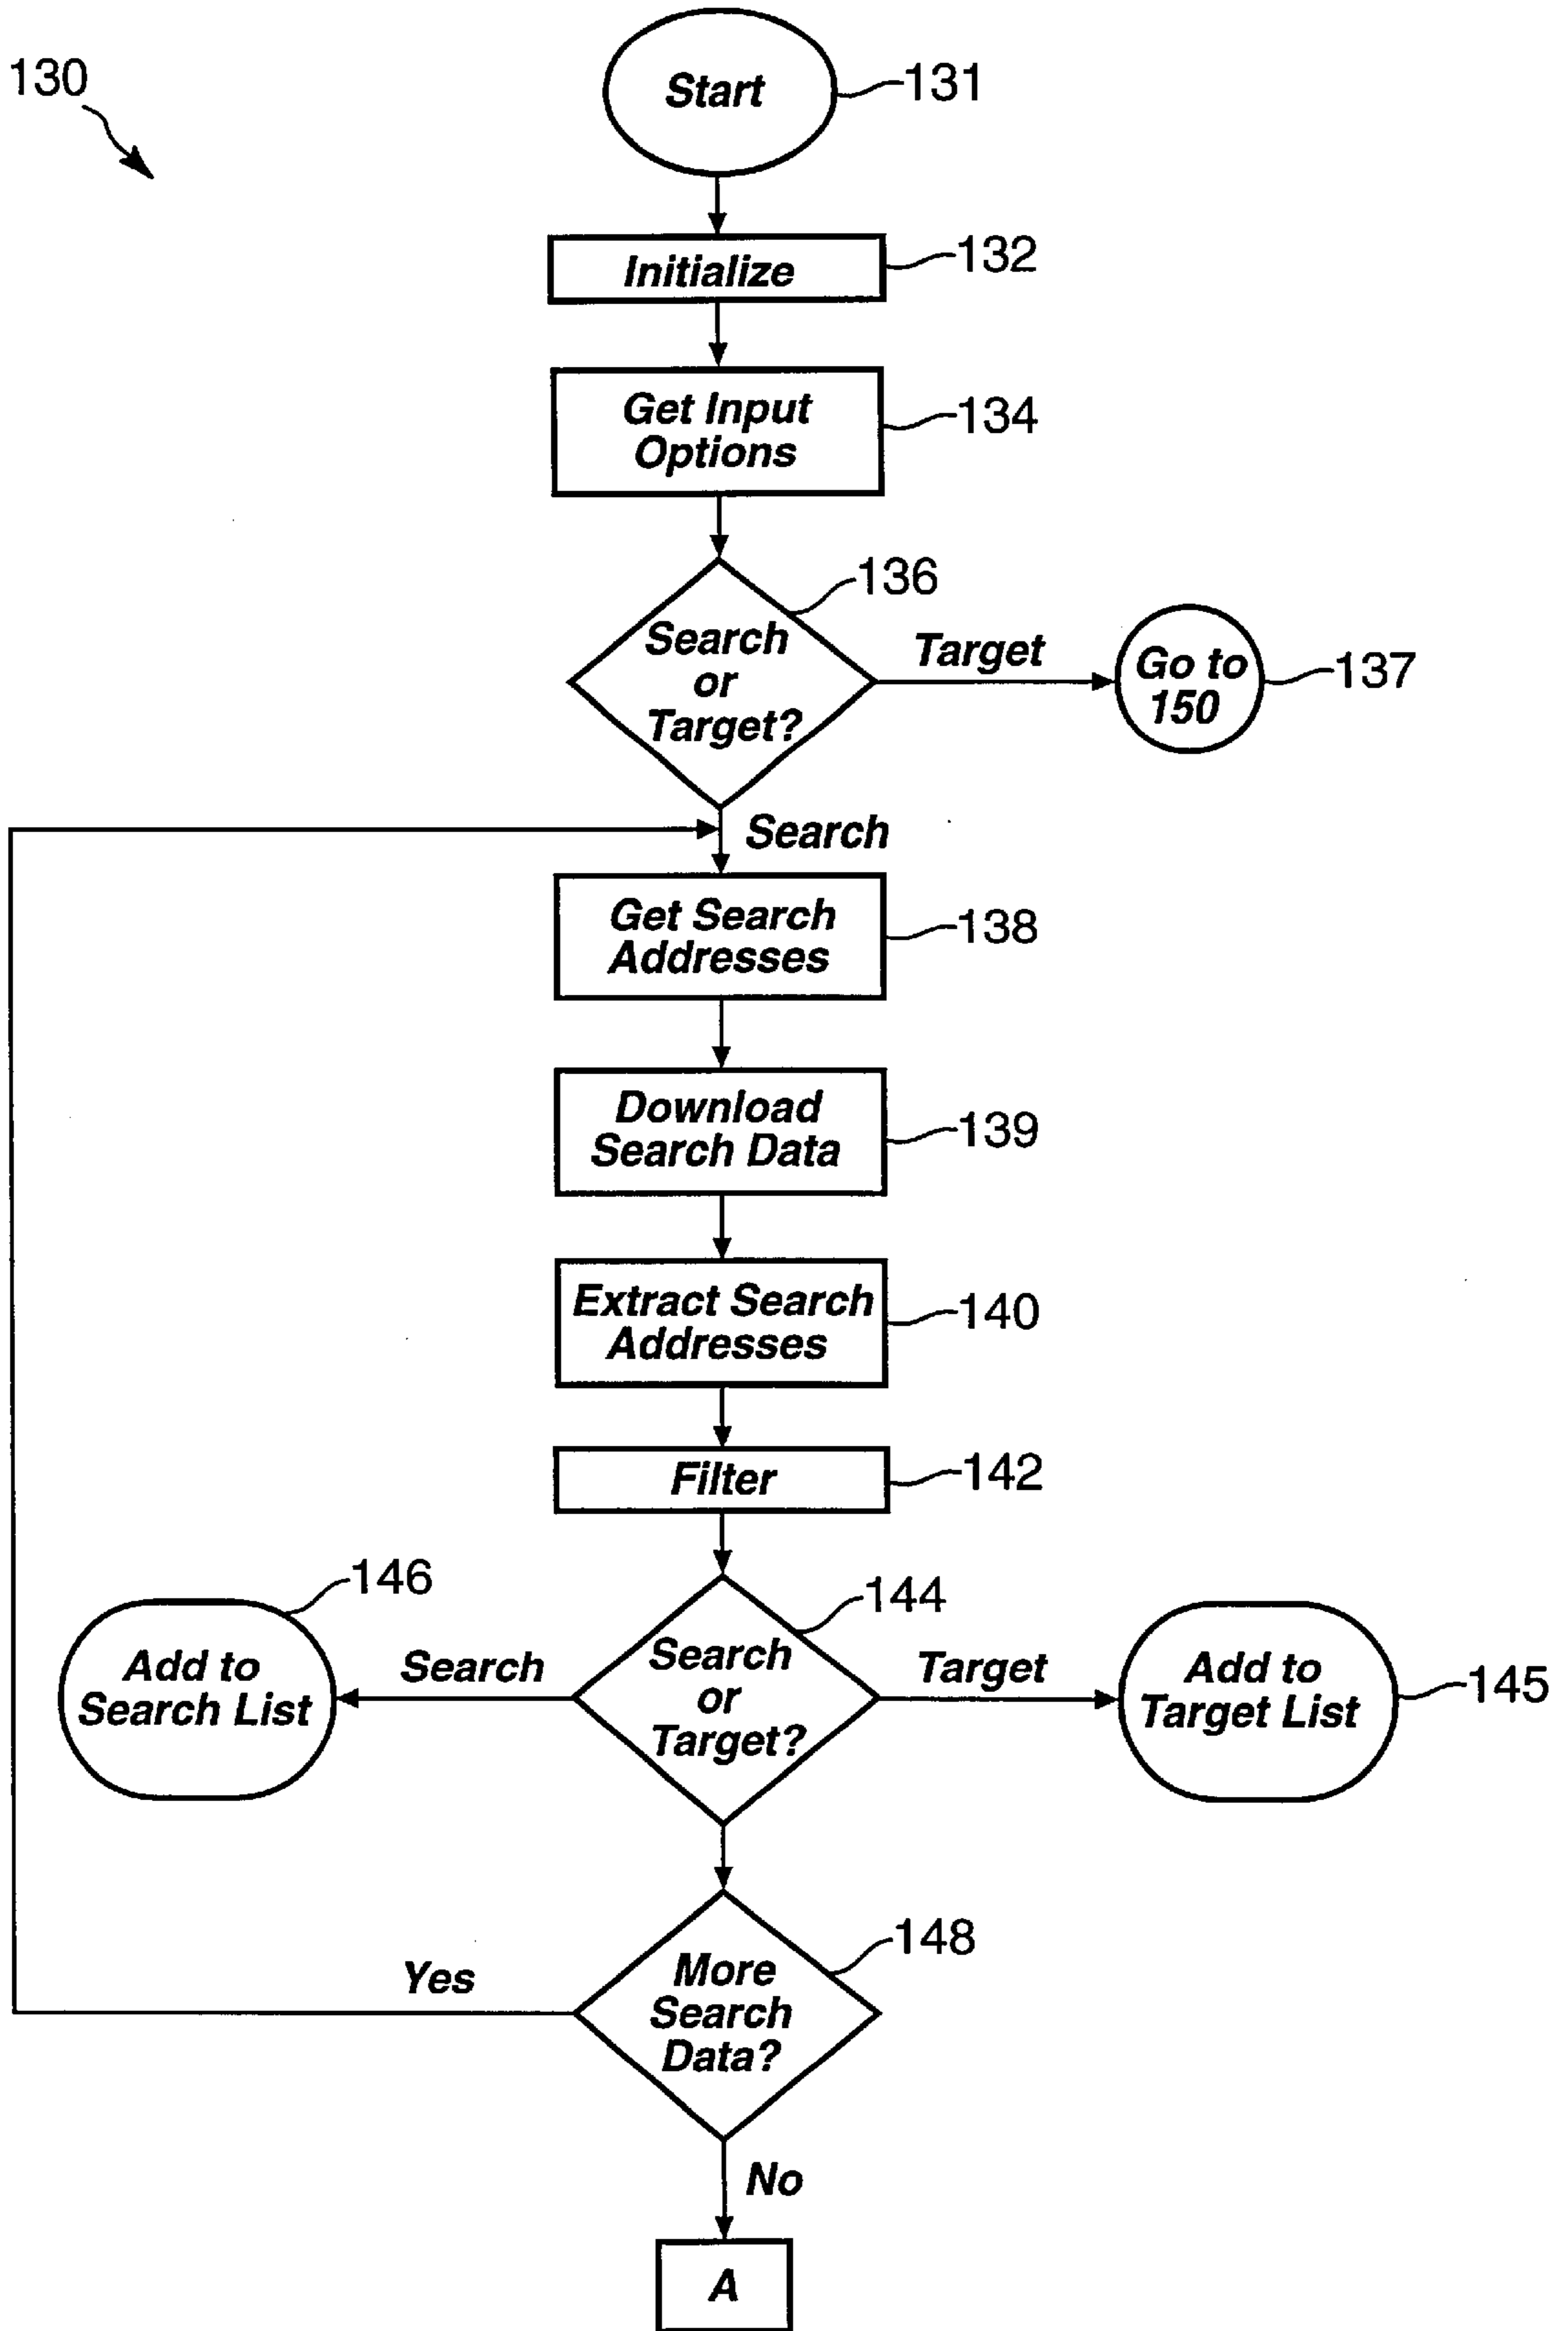 130
Start
131
Initialize
132
Get Input
Options
134
136
Search
or
Target?
Target
Go to
150
137
Search
Get Search
Addresses
138
Download
Search Data
139
Extract Search
Addresses
140
Filter
142
146
Add to
Search List
Search
144
Search
or
Target?
Target
Add to
Target List
145
148
More
Search
Data?
Yes
No
A